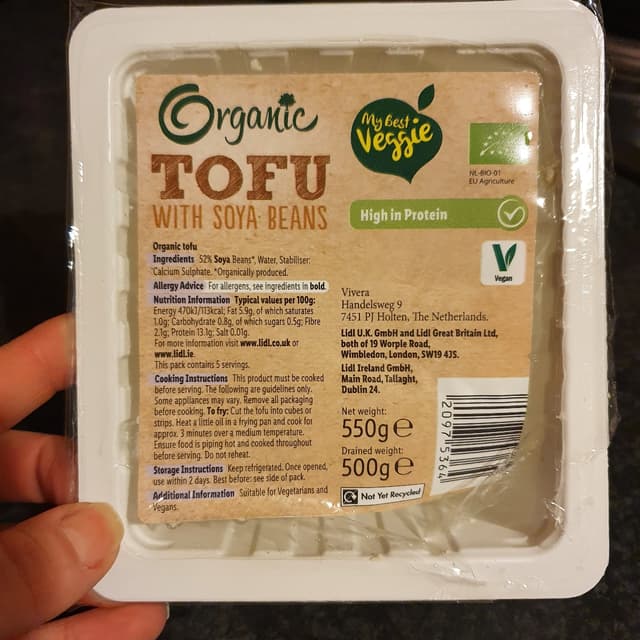 Organic
TOFU
WITH SOYA BEANS
My Best
Veggie
NL-BIO-01
EU Agriculture
High in Protein
Vegan
Organic tofu
Ingredients 52% Soya Beans*, Water, Stabiliser:
Calcium Sulphate. *Organically produced.
Allergy Advice For allergens, see ingredients in bold.
Nutrition Information Typical values per 100g:
Energy 470kJ/113kcal; Fat 5.9g, of which saturates
1.0g; Carbohydrate 0.8g, of which sugars 0.5g; Fibre
2.1g; Protein 13.1g; Salt 0.01g.
For more information visit www.lidl.co.uk or
www.lidl.ie
This pack contains 5 servings.
Cooking Instructions This product must be cooked
before serving. The following are guidelines only.
Some appliances may vary. Remove all packaging
before cooking. To fry: Cut the tofu into cubes or
strips. Heat a little oil in a frying pan and cook for
approx. 3 minutes over a medium temperature.
Ensure food is piping hot and cooked throughout
before serving. Do not reheat.
Storage Instructions Keep refrigerated. Once opened,
use within 2 days. Best before: see side of pack.
Additional Information Suitable for Vegetarians and
Vegans.
Vivera
Handelsweg 9
7451 PJ Holten, The Netherlands.
Lidl U.K. GmbH and Lidl Great Britain Ltd,
both of 19 Worple Road,
Wimbledon, London, SW19 4JS.
Lidl Ireland GmbH,
Main Road, Tallaght,
Dublin 24.
Net weight:
550g e
Drained weight:
500g e
Not Yet Recycled
20975364